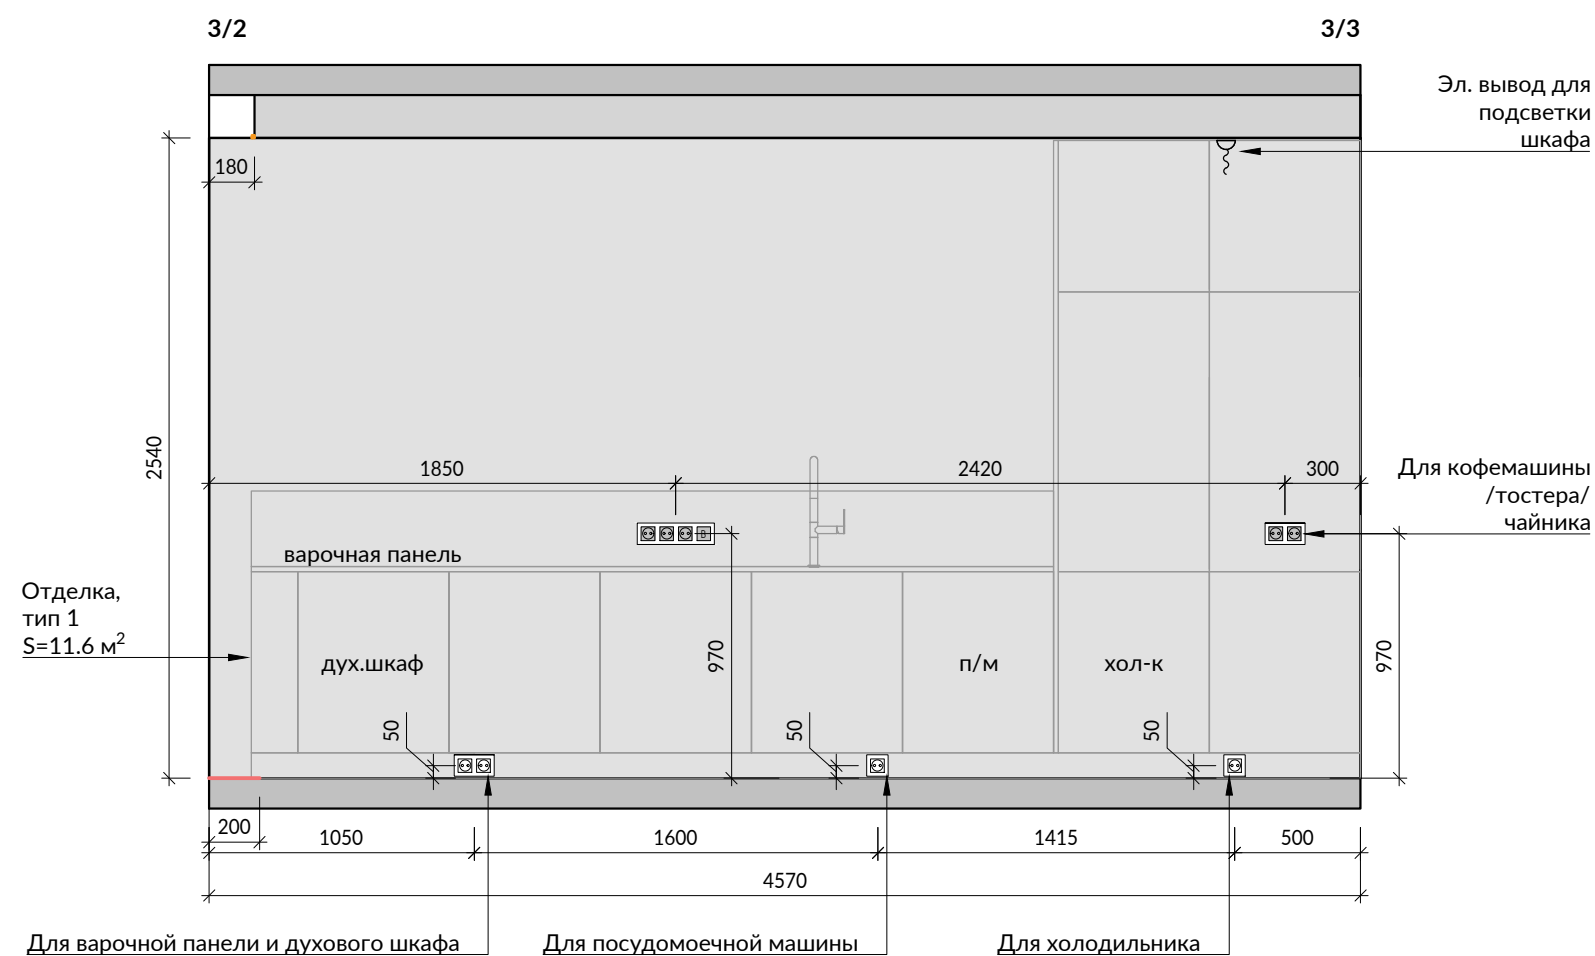 3/2
3/3
Эл. вывод для
подсветки
шкафа
180
2540
1850
2420
300
Для кофемашины
/тостера/
чайника
B
варочная панель
Отделка,
тип 1
S=11.6 м²
дух.шкаф
970
п/м
хол-к
970
50
50
50
200
1050
1600
1415
500
4570
Для варочной панели и духового шкафа
Для посудомоечной машины
Для холодильника